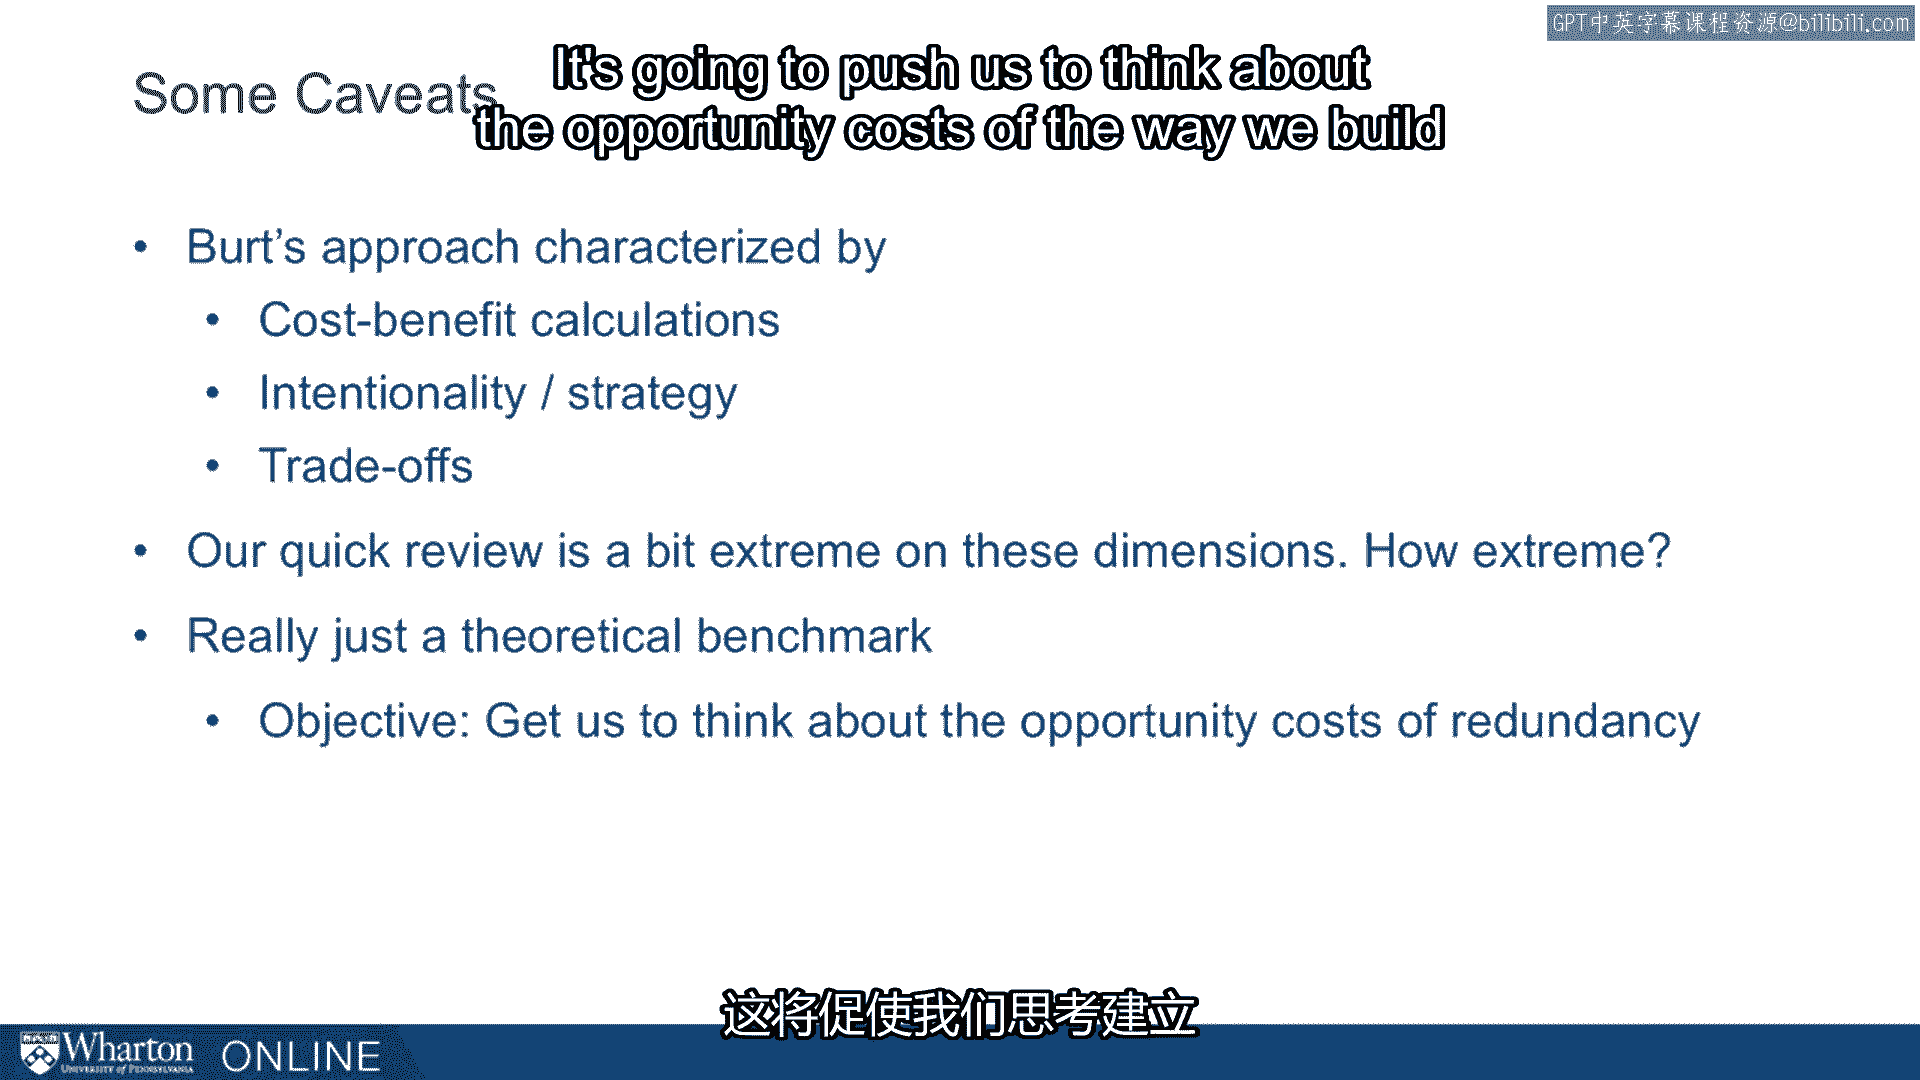 GPT中英字幕课程资源@bilibili.com
It's going to push us to think about
the opportunity costs of the way we build
Some Caveats
• Burt’s approach characterized by
• Cost-benefit calculations
• Intentionality / strategy
• Trade-offs
• Our quick review is a bit extreme on these dimensions. How extreme?
• Really just a theoretical benchmark
• Objective: Get us to think about the opportunity costs of redundancy
这将促使我们思考建立
Wharton
UNIVERSITY of PENNSYLVANIA
ONLINE